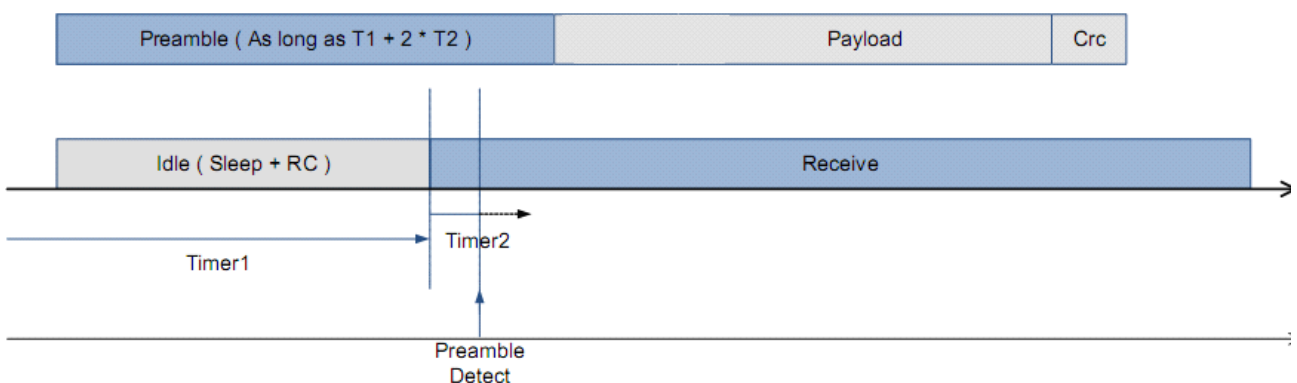 Preamble ( As long as T1 + 2 * T2 )
Payload
Crc
Idle ( Sleep + RC )
Receive
Timer2
Timer1
Preamble
Detect